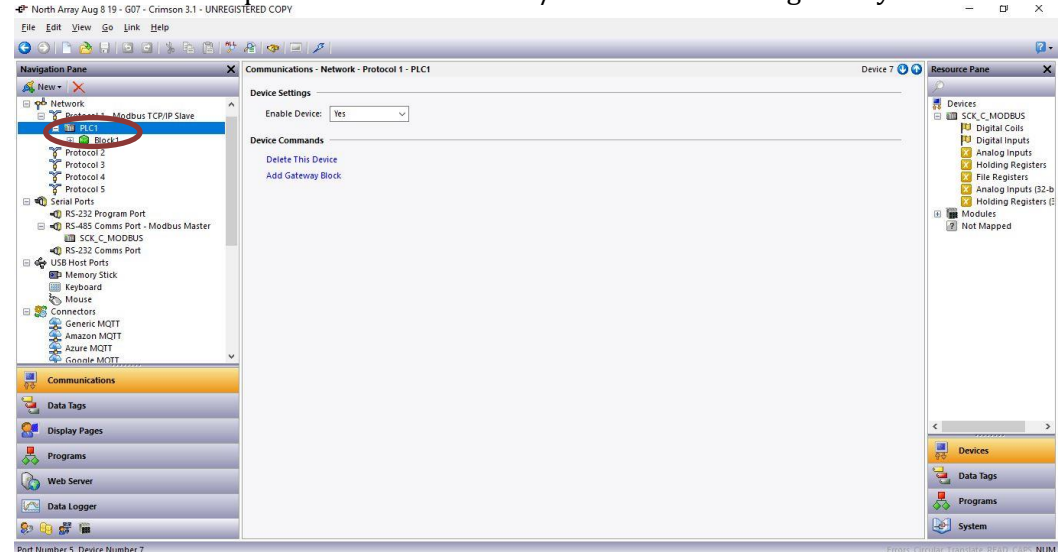 North Array Aug 8 19 - G07 - Crimson 3.1 - UNREGISTERED COPY
File Edit View Go Link Help
Navigation Pane
New
Network
Protocol 1 - Modbus TCP/IP Slave
PLC1
Block1
Protocol 2
Protocol 3
Protocol 4
Protocol 5
Serial Ports
RS-232 Program Port
RS-485 Comms Port - Modbus Master
SCK_C_MODBUS
RS-232 Comms Port
USB Host Ports
Memory Stick
Keyboard
Mouse
Connectors
Generic MQTT
Amazon MQTT
Azure MQTT
Google MQTT
Communications
Data Tags
Display Pages
Programs
Web Server
Data Logger
Communications - Network - Protocol 1 - PLC1
Device 7
Device Settings
Enable Device: Yes
Device Commands
Delete This Device
Add Gateway Block
Resource Pane
Devices
SCK_C_MODBUS
Digital Coils
Digital Inputs
Analog Inputs
Holding Registers
File Registers
Analog Inputs (32-b
Holding Registers (3
Modules
Not Mapped
Devices
Data Tags
Programs
System
Port Number 5, Device Number 7
Errors Circular Translate READ CAPS NUM